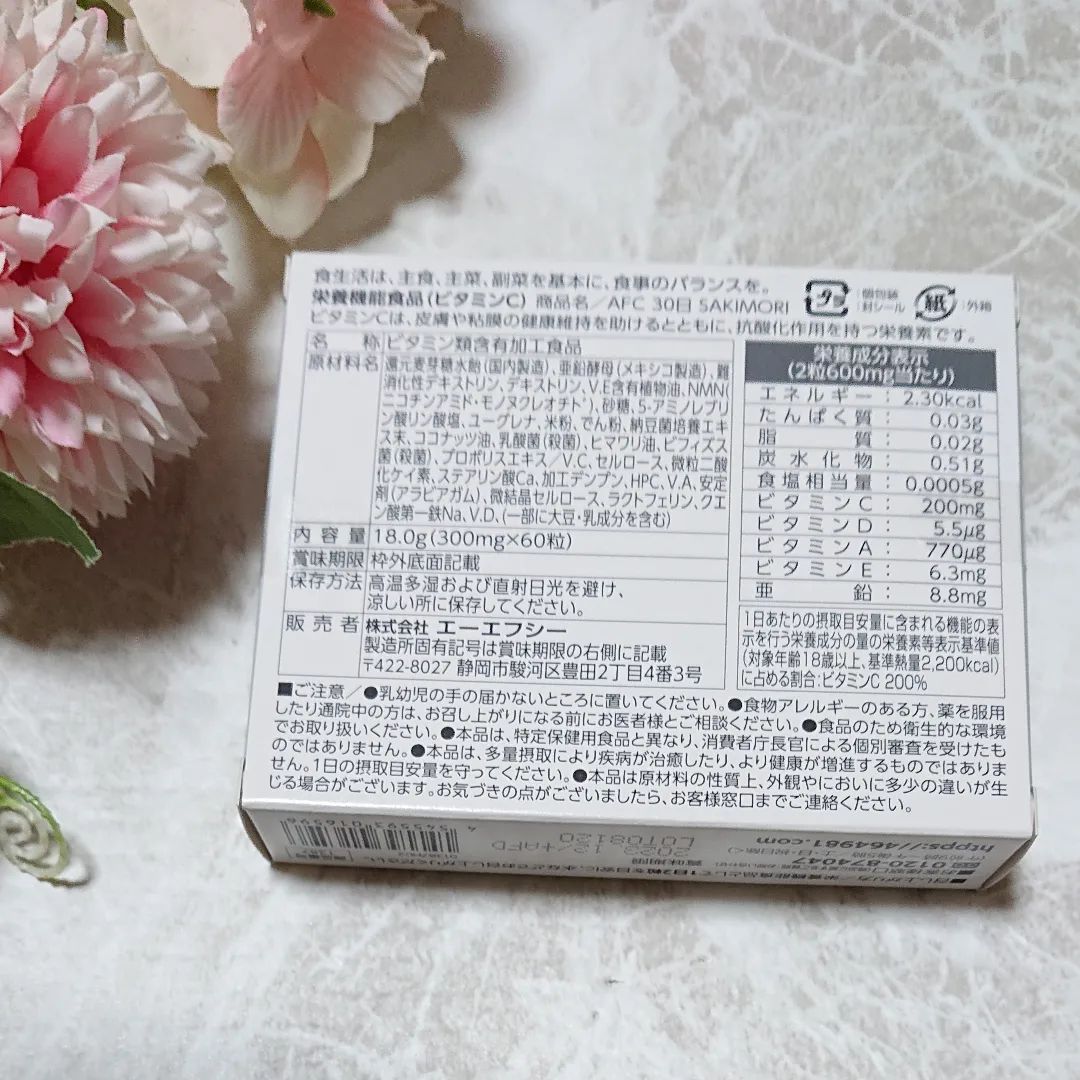 食生活は、主食、主菜、副菜を基本に、食事のバランスを。
栄養機能食品(ビタミンC) 商品名／AFC 30日 SAKIMORI
ビタミンCは、皮膚や粘膜の健康維持を助けるとともに、抗酸化作用を持つ栄養素です。
プラ
:個包装
封シール
紙
:外箱
名称 ビタミン類含有加工食品
原材料名 還元麦芽糖水飴(国内製造)、亜鉛酵母(メキシコ製造)、難
消化性デキストリン、デキストリン、V.E含有植物油、NMN(
ニコチンアミド・モノヌクレオチド)、砂糖、5-アミノレブリ
ン酸リン酸塩、ユーグレナ、米粉、でん粉、納豆菌培養エキ
ス末、ココナッツ油、乳酸菌(殺菌)、ヒマワリ油、ビフィズス
菌(殺菌)、プロポリスエキス／V.C、セルロース、微粒二酸
化ケイ素、ステアリン酸Ca、加工デンプン、HPC、V.A、安定
剤(アラビアガム)、微結晶セルロース、ラクトフェリン、クエ
ン酸第一鉄Na、V.D、(一部に大豆・乳成分を含む)
内容量 18.0g(300mg×60粒)
賞味期限 枠外底面記載
保存方法 高温多湿および直射日光を避け、
涼しい所に保存してください。
販売者 株式会社 エーエフシー
製造所固有記号は賞味期限の右側に記載
〒422-8027 静岡市駿河区豊田2丁目4番3号
栄養成分表示
(2粒600mg当たり)
エネルギー: 2.30kcal
たんぱく質: 0.03g
脂質: 0.02g
炭水化物: 0.51g
食塩相当量: 0.0005g
ビタミンC: 200mg
ビタミンD: 5.5μg
ビタミンA: 770μg
ビタミンE: 6.3mg
亜鉛: 8.8mg
1日あたりの摂取目安量に含まれる機能の表
示を行う栄養成分の量の栄養素等表示基準値
(対象年齢18歳以上、基準熱量2,200kcal)
に占める割合:ビタミンC 200%
■ご注意／●乳幼児の手の届かないところに置いてください。●食物アレルギーのある方、薬を服用
したり通院中の方は、お召し上がりになる前にお医者様とご相談ください。●食品のため衛生的な環境
でお取り扱いください。●本品は、特定保健用食品と異なり、消費者庁長官による個別審査を受けたも
のではありません。●本品は、多量摂取により疾病が治癒したり、より健康が増進するものではありま
せん。1日の摂取目安量を守ってください。●本品は原材料の性質上、外観やにおいに多少の違いが生
じる場合がございます。お気づきの点がございましたら、お客様窓口までご連絡ください。
https://464981.com
0120-874047
賞味期限
LOT08120